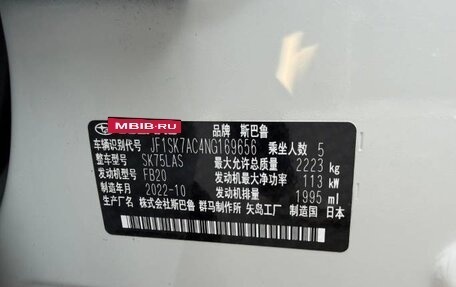 MBIB.RU
品牌 斯巴鲁
车辆识别代号 JF1SK7AC4NG169656 乘坐人数 5
整车型号 SK75LAS 最大允许总质量 2223 kg
发动机型号 FB20 发动机最大净功率 113 kW
制造年月 2022-10 发动机排量 1995 ml
生产厂名 株式会社斯巴鲁 群马制作所 矢岛工厂 制造国 日本